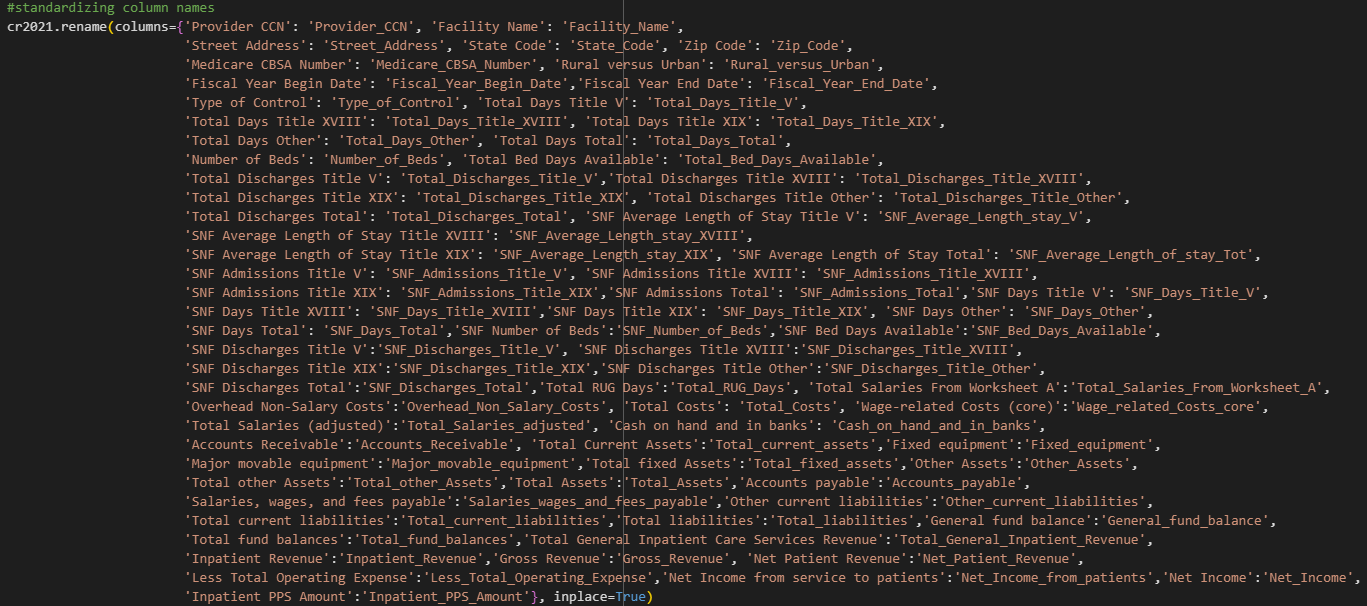 #standardizing column names
cr2021.rename(columns={'Provider CCN': 'Provider_CCN', 'Facility Name': 'Facility_Name',
'Street Address': 'Street_Address', 'State Code': 'State_Code', 'Zip Code': 'Zip_Code',
'Medicare CBSA Number': 'Medicare_CBSA_Number', 'Rural versus Urban': 'Rural_versus_Urban',
'Fiscal Year Begin Date': 'Fiscal_Year_Begin_Date','Fiscal Year End Date': 'Fiscal_Year_End_Date',
'Type of Control': 'Type_of_Control', 'Total Days Title V': 'Total_Days_Title_V',
'Total Days Title XVIII': 'Total_Days_Title_XVIII', 'Total Days Title XIX': 'Total_Days_Title_XIX',
'Total Days Other': 'Total_Days_Other', 'Total Days Total': 'Total_Days_Total',
'Number of Beds': 'Number_of_Beds', 'Total Bed Days Available': 'Total_Bed_Days_Available',
'Total Discharges Title V': 'Total_Discharges_Title_V','Total Discharges Title XVIII': 'Total_Discharges_Title_XVIII',
'Total Discharges Title XIX': 'Total_Discharges_Title_XIX', 'Total Discharges Title Other': 'Total_Discharges_Title_Other',
'Total Discharges Total': 'Total_Discharges_Total', 'SNF Average Length of Stay Title V': 'SNF_Average_Length_stay_V',
'SNF Average Length of Stay Title XVIII': 'SNF_Average_Length_stay_XVIII',
'SNF Average Length of Stay Title XIX': 'SNF_Average_Length_stay_XIX', 'SNF Average Length of Stay Total': 'SNF_Average_Length_of_stay_Tot',
'SNF Admissions Title V': 'SNF_Admissions_Title_V', 'SNF Admissions Title XVIII': 'SNF_Admissions_Title_XVIII',
'SNF Admissions Title XIX': 'SNF_Admissions_Title_XIX','SNF Admissions Total': 'SNF_Admissions_Total','SNF Days Title V': 'SNF_Days_Title_V',
'SNF Days Title XVIII': 'SNF_Days_Title_XVIII','SNF Days Title XIX': 'SNF_Days_Title_XIX', 'SNF Days Other': 'SNF_Days_Other',
'SNF Days Total': 'SNF_Days_Total','SNF Number of Beds':'SNF_Number_of_Beds','SNF Bed Days Available':'SNF_Bed_Days_Available',
'SNF Discharges Title V':'SNF_Discharges_Title_V', 'SNF Discharges Title XVIII':'SNF_Discharges_Title_XVIII',
'SNF Discharges Title XIX':'SNF_Discharges_Title_XIX','SNF Discharges Title Other':'SNF_Discharges_Title_Other',
'SNF Discharges Total':'SNF_Discharges_Total','Total RUG Days':'Total_RUG_Days', 'Total Salaries From Worksheet A':'Total_Salaries_From_Worksheet_A',
'Overhead Non-Salary Costs':'Overhead_Non_Salary_Costs', 'Total Costs': 'Total_Costs', 'Wage-related Costs (core)':'Wage_related_Costs_core',
'Total Salaries (adjusted)':'Total_Salaries_adjusted', 'Cash on hand and in banks': 'Cash_on_hand_and_in_banks',
'Accounts Receivable':'Accounts_Receivable', 'Total Current Assets':'Total_current_assets','Fixed equipment':'Fixed_equipment',
'Major movable equipment':'Major_movable_equipment','Total fixed Assets':'Total_fixed_assets','Other Assets':'Other_Assets',
'Total other Assets':'Total_other_Assets','Total Assets':'Total_Assets','Accounts payable':'Accounts_payable',
'Salaries, wages, and fees payable':'Salaries_wages_and_fees_payable','Other current liabilities':'Other_current_liabilities',
'Total current liabilities':'Total_current_liabilities','Total liabilities':'Total_liabilities','General fund balance':'General_fund_balance',
'Total fund balances':'Total_fund_balances','Total General Inpatient Care Services Revenue':'Total_General_Inpatient_Revenue',
'Inpatient Revenue':'Inpatient_Revenue','Gross Revenue':'Gross_Revenue', 'Net Patient Revenue':'Net_Patient_Revenue',
'Less Total Operating Expense':'Less_Total_Operating_Expense','Net Income from service to patients':'Net_Income_from_patients','Net Income':'Net_Income',
'Inpatient PPS Amount':'Inpatient_PPS_Amount'}, inplace=True)